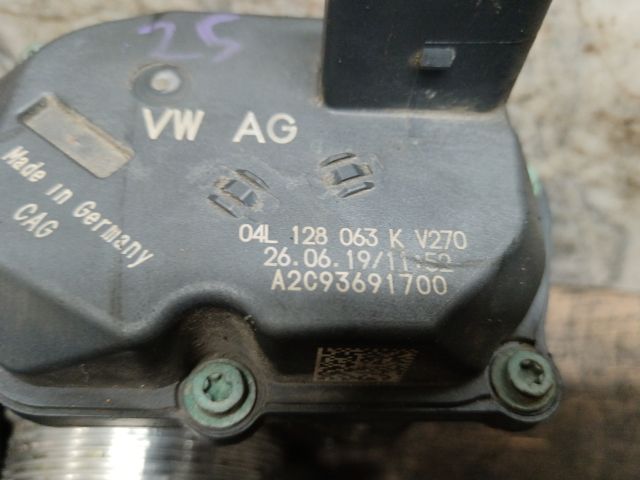 25
VW AG
Made in Germany
CAG
04L 128 063 K V270
26.06.19/11:52
A2C93691700